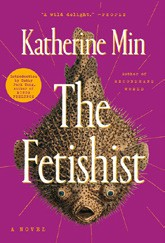 "A wild delight." —PEOPLE
Katherine Min
author of
SECONDHAND
WORLD
The
Fetishist
A NOVEL